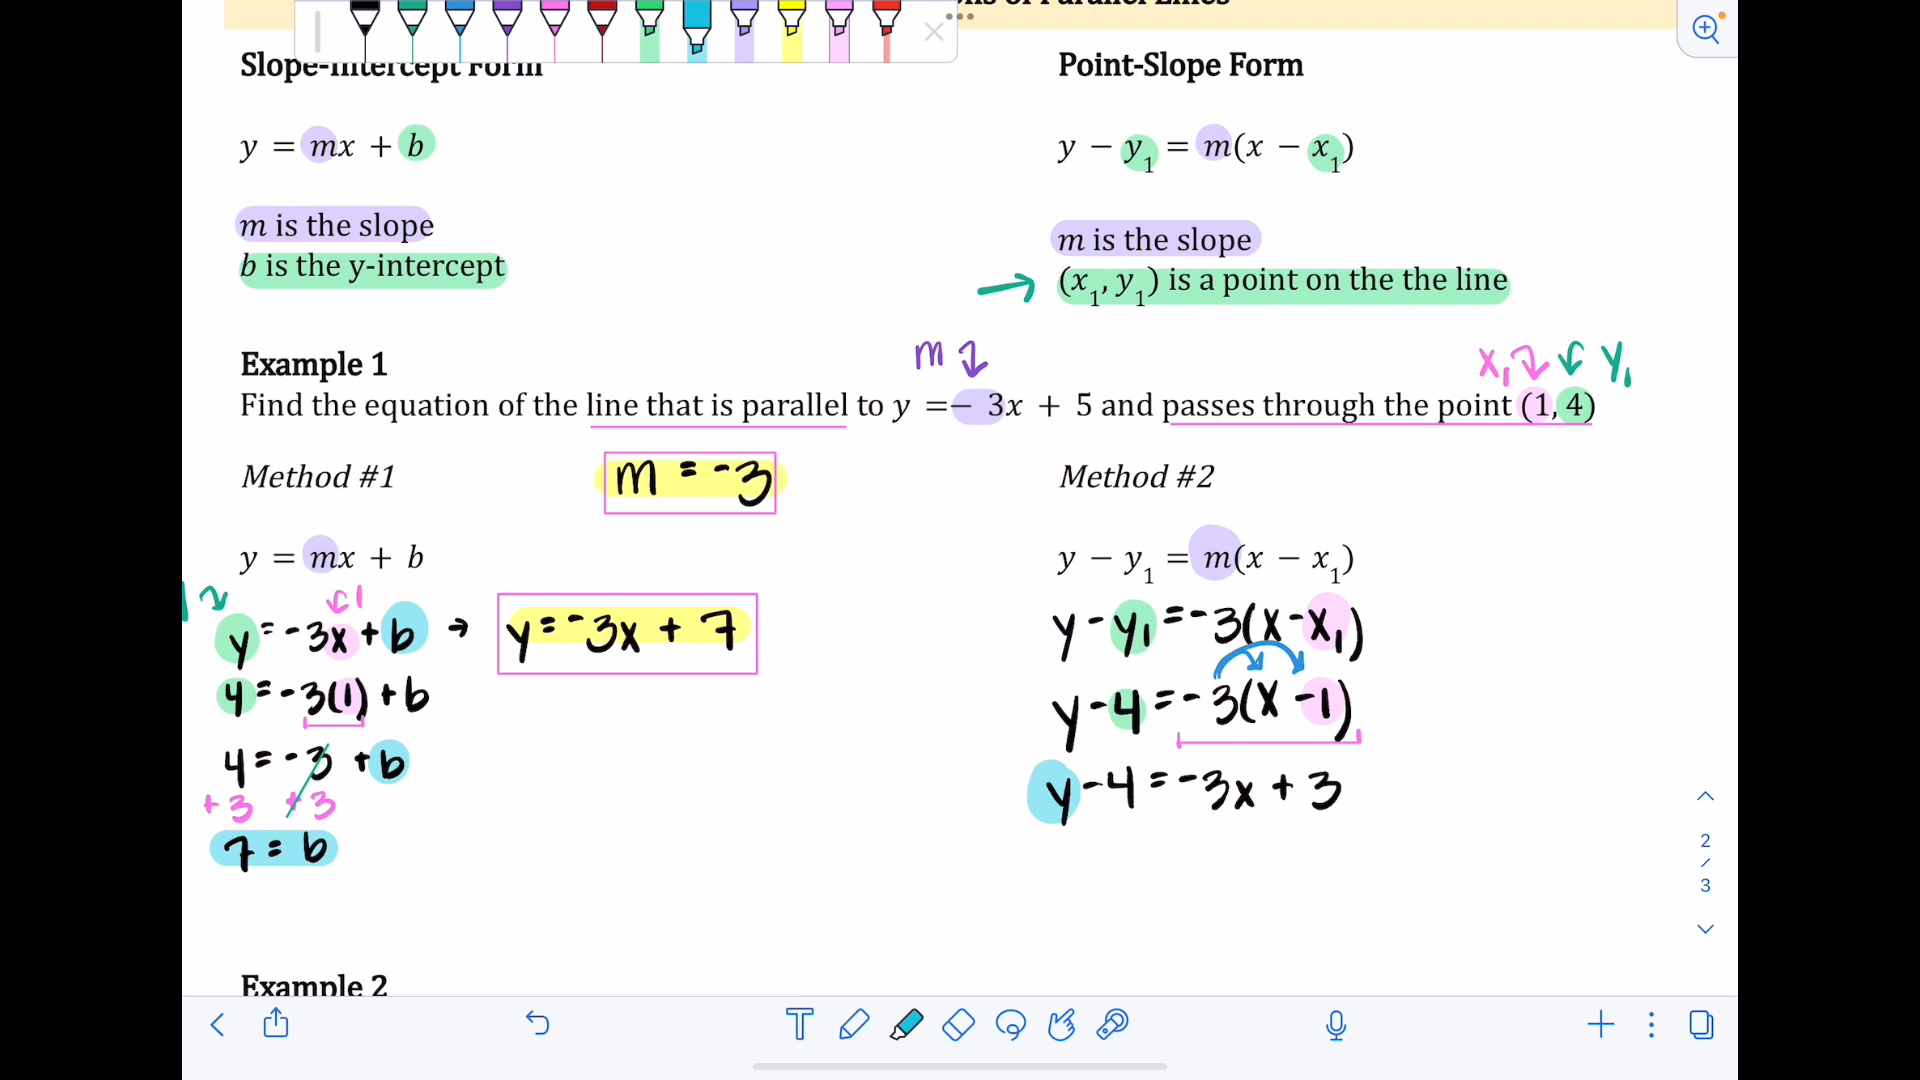 Slope-Intercept Form
y = mx + b
m is the slope
b is the y-intercept
Point-Slope Form
y − y₁ = m(x − x₁)
m is the slope
→ (x₁, y₁) is a point on the the line
Example 1
m
x₁ y₁
Find the equation of the line that is parallel to y = − 3x + 5 and passes through the point (1, 4)
Method #1
m = -3
y = mx + b
1
y = -3x + b → y = -3x + 7
4 = -3(1) + b
4 = -3 + b
+3 +3
7 = b
Method #2
y − y₁ = m(x − x₁)
y - y₁ = -3(x - x₁)
y - 4 = -3(x - 1)
y - 4 = -3x + 3
2
/
3
Example 2
T